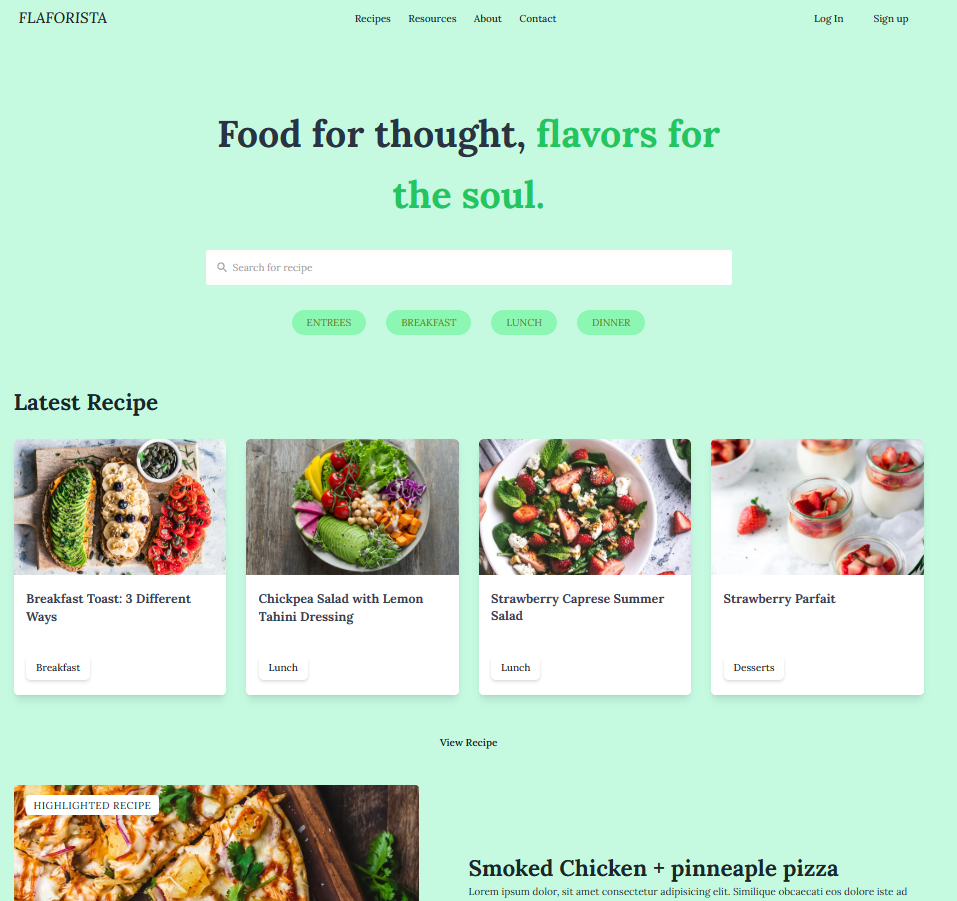 FLAFORISTA
Recipes Resources About Contact
Log In Sign up
Food for thought, flavors for
the soul.
Search for recipe
ENTREES BREAKFAST LUNCH DINNER
Latest Recipe
Breakfast Toast: 3 Different
Ways
Breakfast
Chickpea Salad with Lemon
Tahini Dressing
Lunch
Strawberry Caprese Summer
Salad
Lunch
Strawberry Parfait
Desserts
View Recipe
HIGHLIGHTED RECIPE
Smoked Chicken + pinneaple pizza
Lorem ipsum dolor, sit amet consectetur adipisicing elit. Similique obcaecati eos dolore iste ad